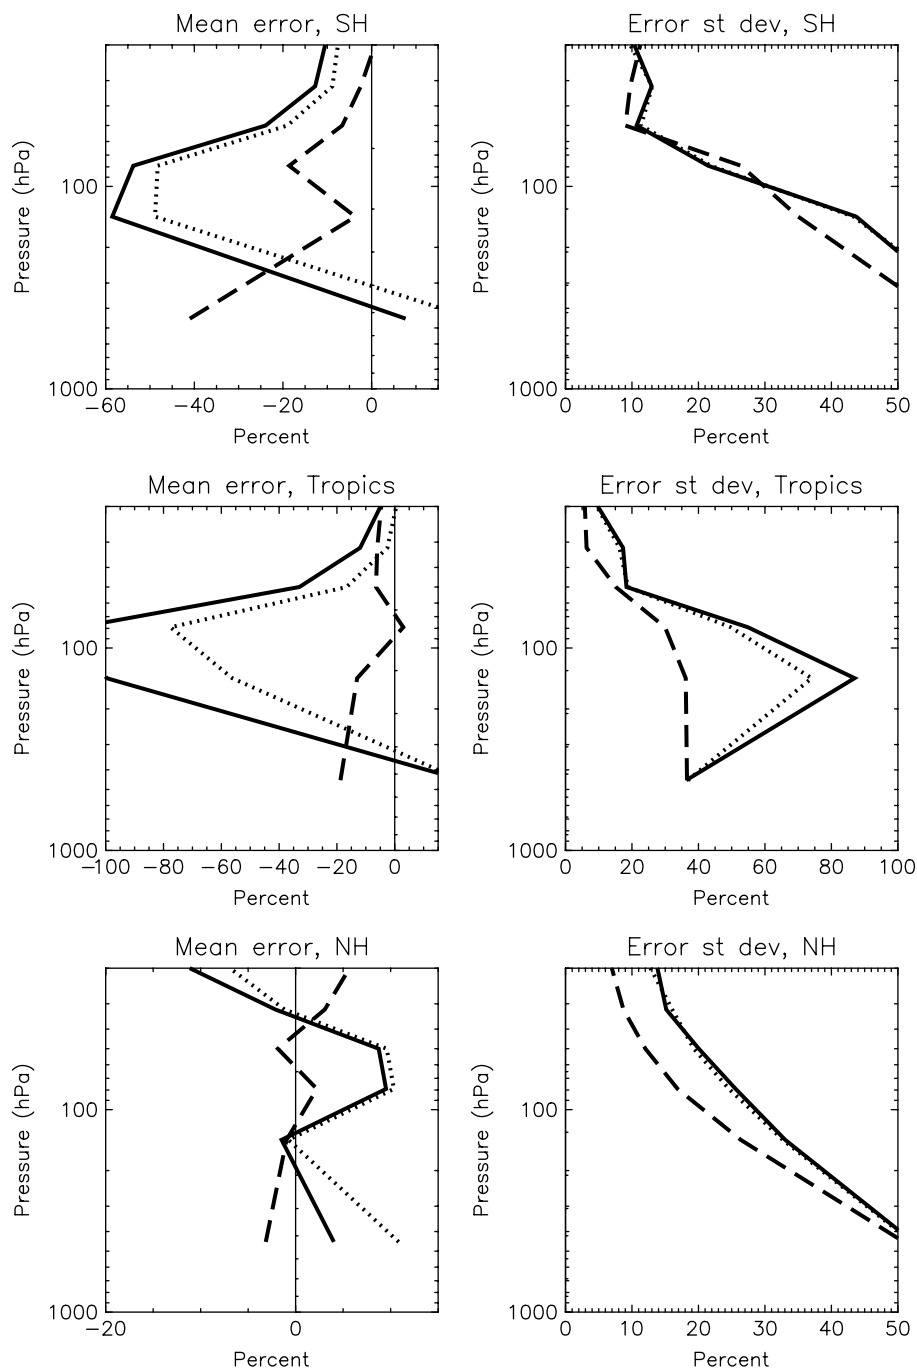 Mean error, SH
Error st dev, SH
Pressure (hPa)
100
1000
−60 −40 −20 0
Percent
Pressure (hPa)
100
1000
0 10 20 30 40 50
Percent
Mean error, Tropics
Error st dev, Tropics
Pressure (hPa)
100
1000
−100 −80 −60 −40 −20 0
Percent
Pressure (hPa)
100
1000
0 20 40 60 80 100
Percent
Mean error, NH
Error st dev, NH
Pressure (hPa)
100
1000
−20 0
Percent
Pressure (hPa)
100
1000
0 10 20 30 40 50
Percent